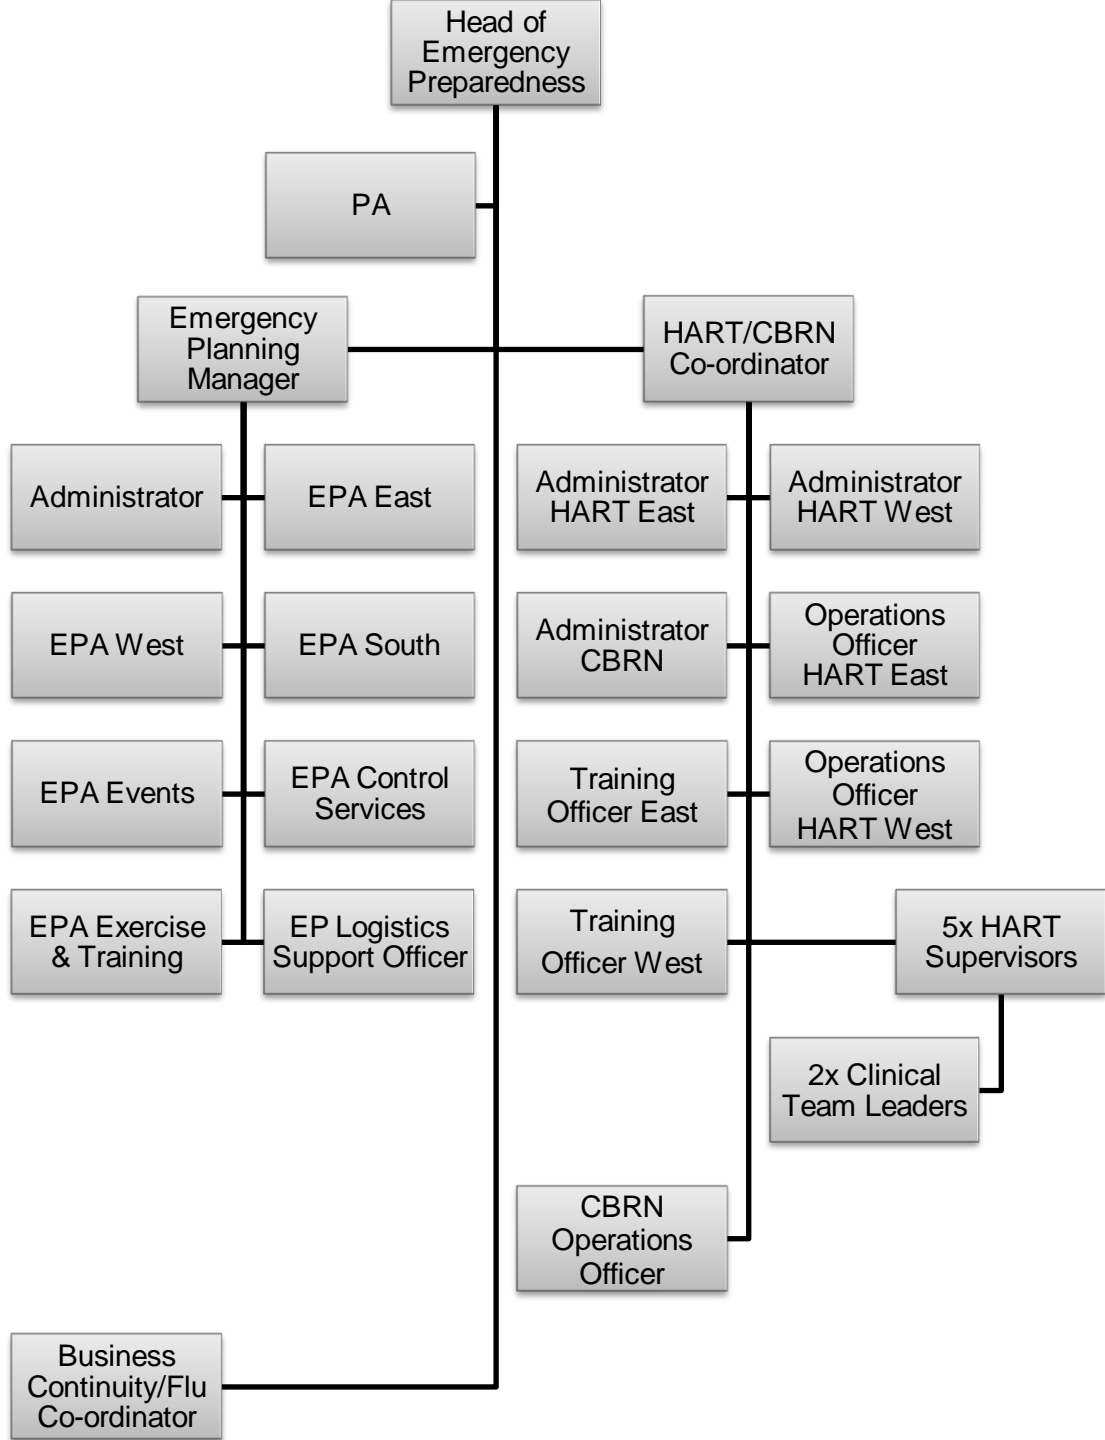 Head of
Emergency
Preparedness
PA
Emergency
Planning
Manager
HART/CBRN
Co-ordinator
Administrator
EPA East
Administrator
HART East
Administrator
HART West
EPA West
EPA South
Administrator
CBRN
Operations
Officer
HART East
EPA Events
EPA Control
Services
Training
Officer East
Operations
Officer
HART West
EPA Exercise
& Training
EP Logistics
Support Officer
Training
Officer West
5x HART
Supervisors
2x Clinical
Team Leaders
CBRN
Operations
Officer
Business
Continuity/Flu
Co-ordinator